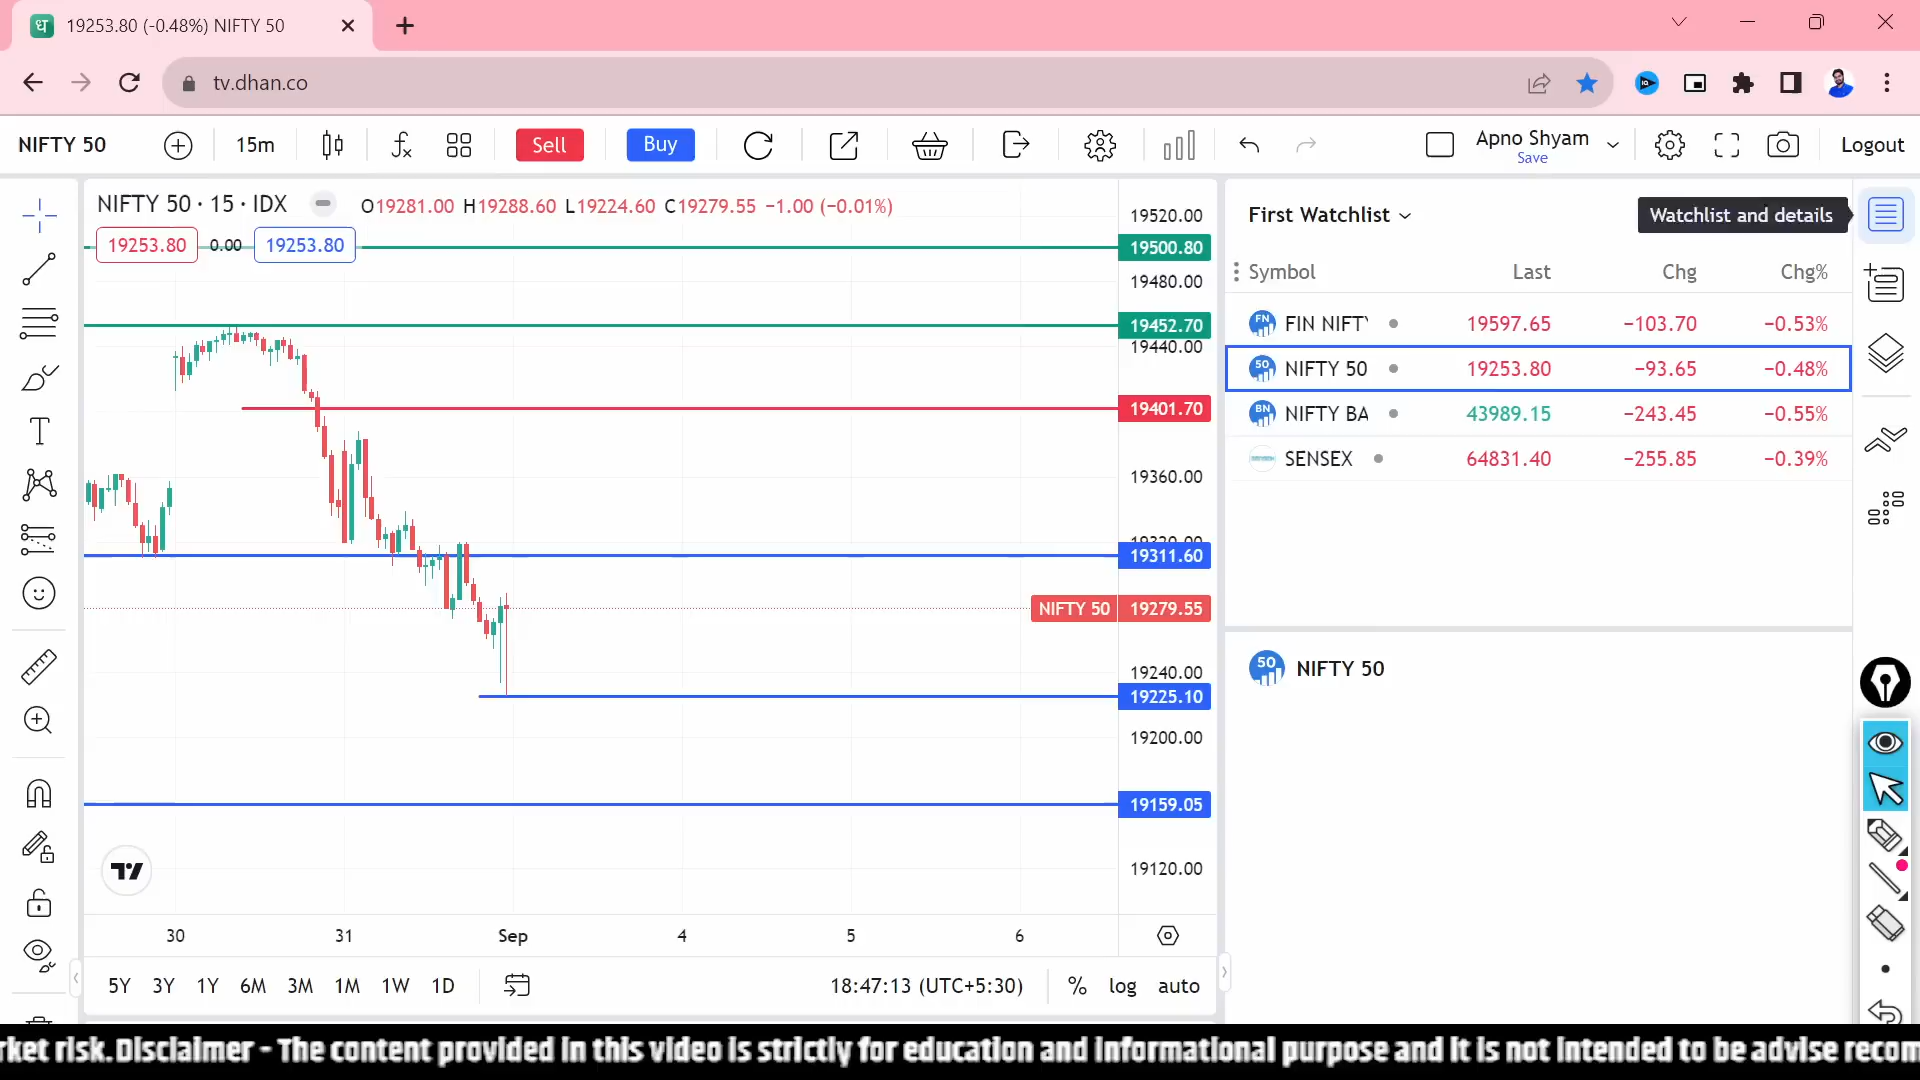 ध 19253.80 (-0.48%) NIFTY 50
tv.dhan.co
NIFTY 50 15m Sell Buy Apno Shyam Save Logout
NIFTY 50 · 15 · IDX O19281.00 H19288.60 L19224.60 C19279.55 −1.00 (−0.01%)
19253.80 0.00 19253.80
19520.00
19500.80
19480.00
19452.70
19440.00
19401.70
19360.00
19311.60
NIFTY 50 19279.55
19240.00
19225.10
19200.00
19159.05
19120.00
30 31 Sep 4 5 6
5Y 3Y 1Y 6M 3M 1M 1W 1D 18:47:13 (UTC+5:30) % log auto
First Watchlist Watchlist and details
Symbol Last Chg Chg%
FN FIN NIFTY 19597.65 −103.70 −0.53%
50 NIFTY 50 19253.80 −93.65 −0.48%
BN NIFTY BA 43989.15 −243.45 −0.55%
SENSEX 64831.40 −255.85 −0.39%
50 NIFTY 50
rket risk. Disclaimer - The content provided in this video is strictly for education and informational purpose and it is not intended to be advise recom